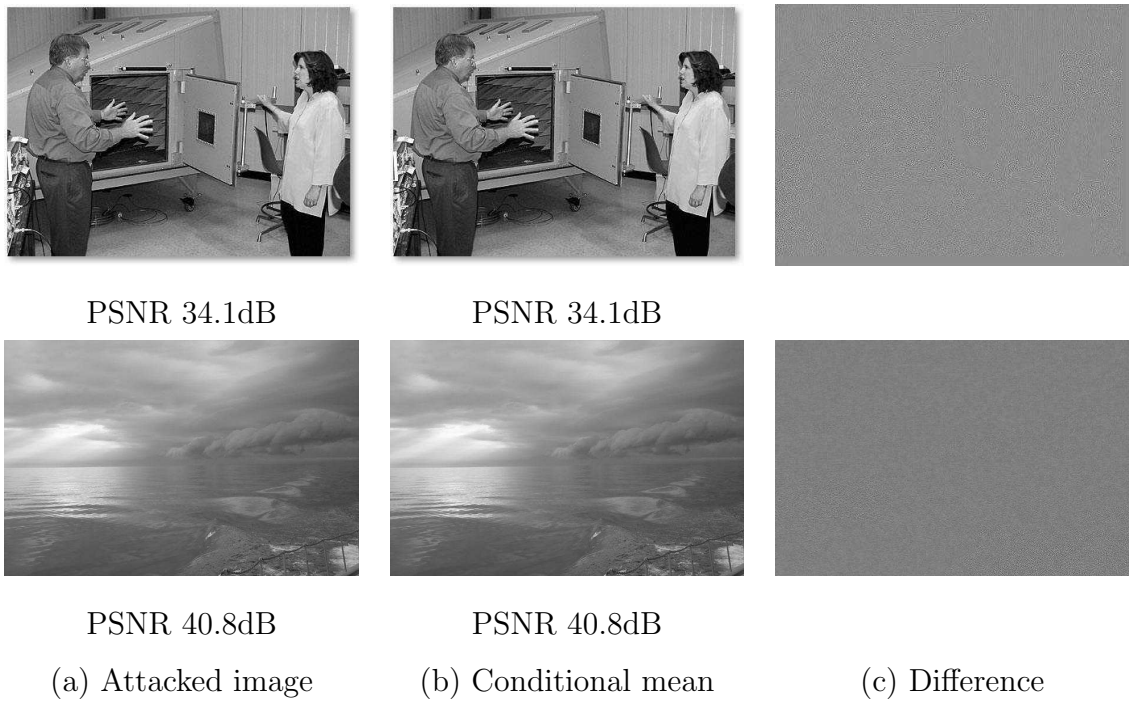 PSNR 34.1dB
PSNR 34.1dB
PSNR 40.8dB
PSNR 40.8dB
(a) Attacked image
(b) Conditional mean
(c) Difference